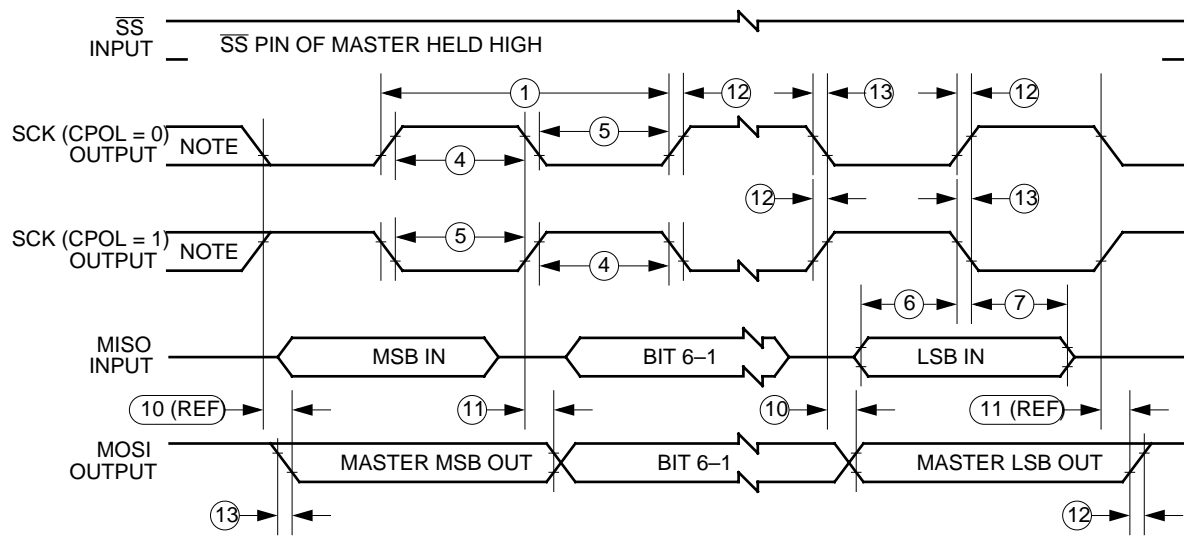 SS
INPUT
SS PIN OF MASTER HELD HIGH
1
12
13
12
SCK (CPOL = 0)
OUTPUT
NOTE
5
4
12
13
SCK (CPOL = 1)
OUTPUT
NOTE
5
4
6
7
MISO
INPUT
MSB IN
BIT 6–1
LSB IN
10 (REF)
11
10
11 (REF)
MOSI
OUTPUT
MASTER MSB OUT
BIT 6–1
MASTER LSB OUT
13
12